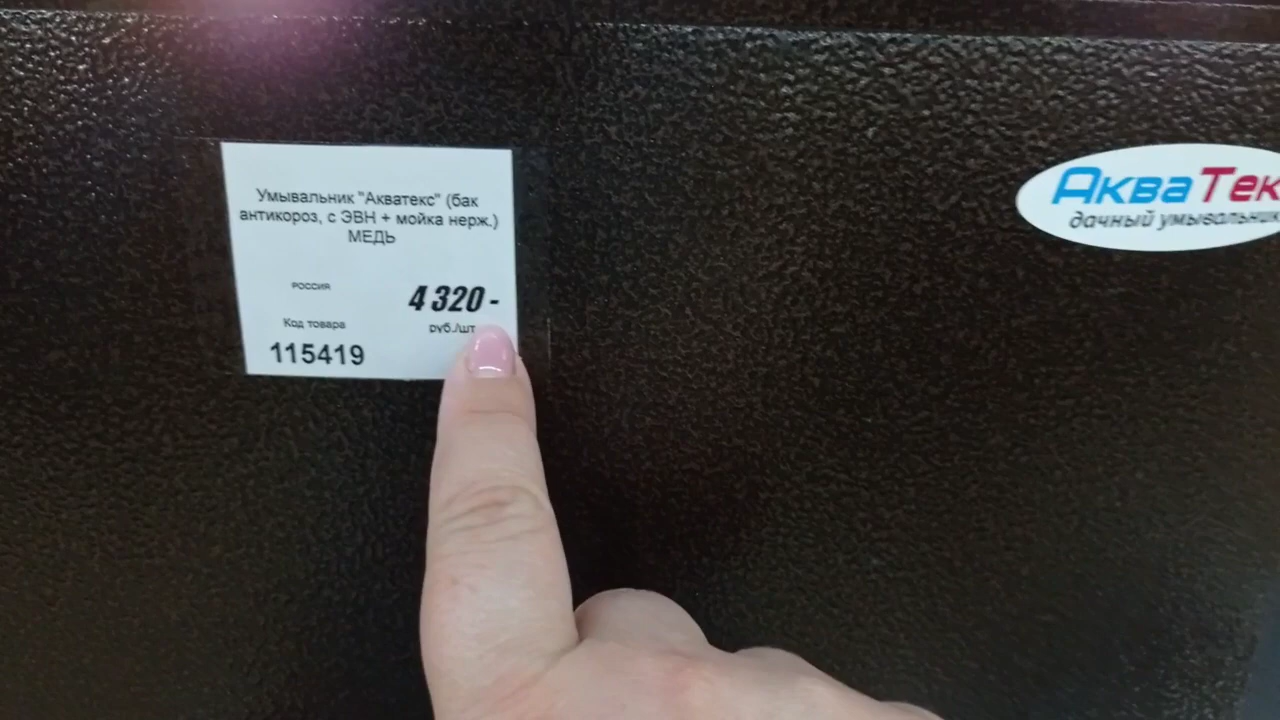 Умывальник "Акватекс" (бак
антикороз, с ЭВН + мойка нерж.)
МЕДЬ
РОССИЯ
4 320-
руб./шт
Код товара
115419
АкваТек
дачный умывальник